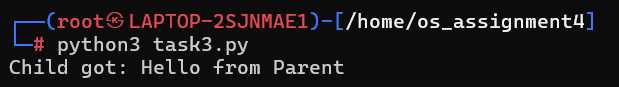 ┌──(root㉿LAPTOP-2SJNMAE1)-[/home/os_assignment4]
└─# python3 task3.py
Child got: Hello from Parent